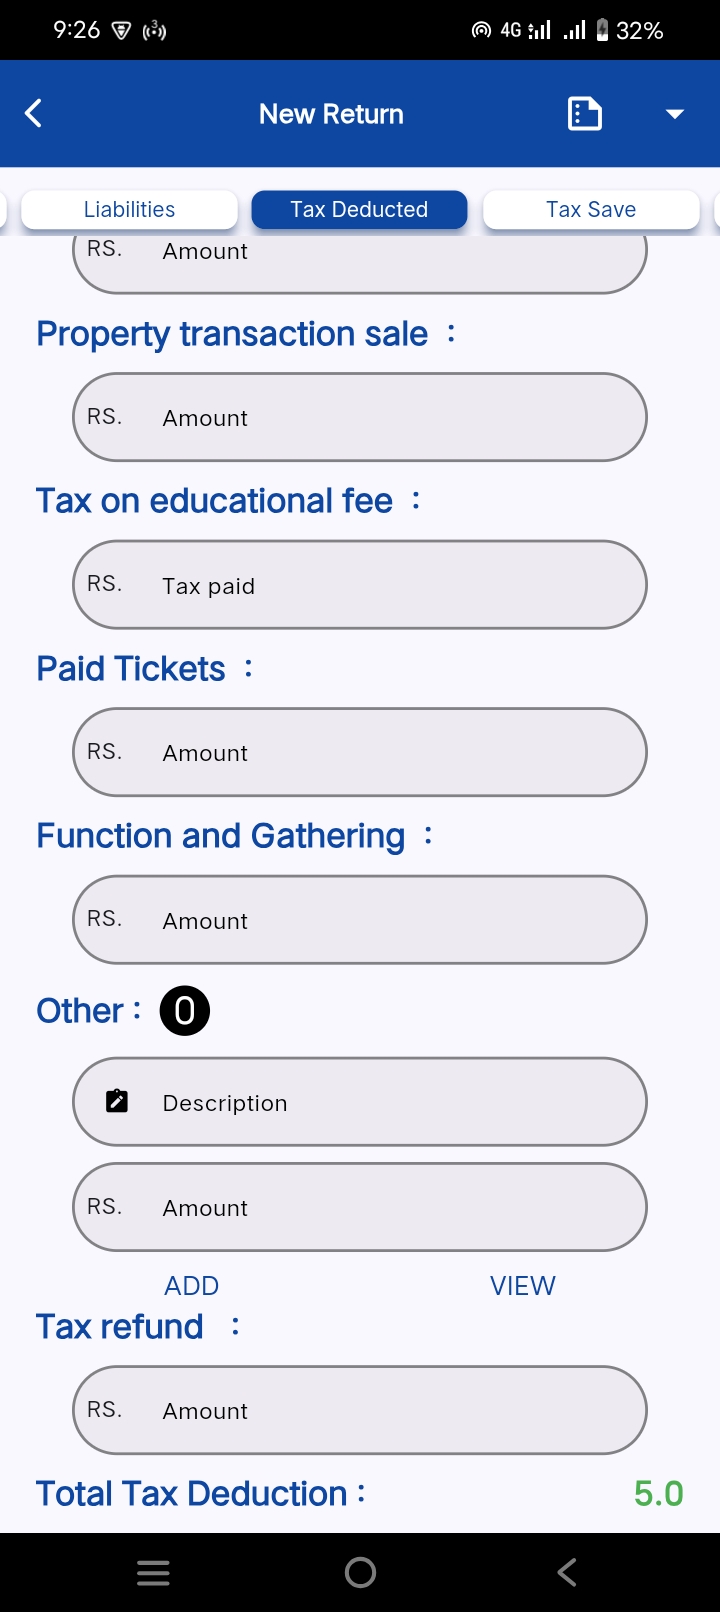 9:26 3 4G 32%
New Return
Liabilities Tax Deducted Tax Save
RS. Amount
Property transaction sale :
RS. Amount
Tax on educational fee :
RS. Tax paid
Paid Tickets :
RS. Amount
Function and Gathering :
RS. Amount
Other : 0
Description
RS. Amount
ADD VIEW
Tax refund :
RS. Amount
Total Tax Deduction : 5.0